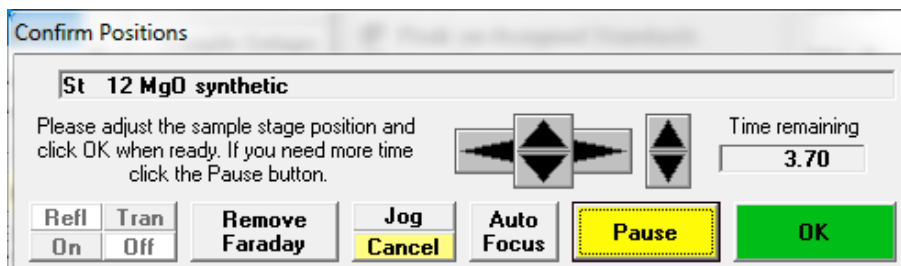 Confirm Positions
St 12 MgO synthetic
Please adjust the sample stage position and
click OK when ready. If you need more time
click the Pause button.
Time remaining
3.70
Refl Tran
On Off
Remove
Faraday
Jog
Cancel
Auto
Focus
Pause
OK